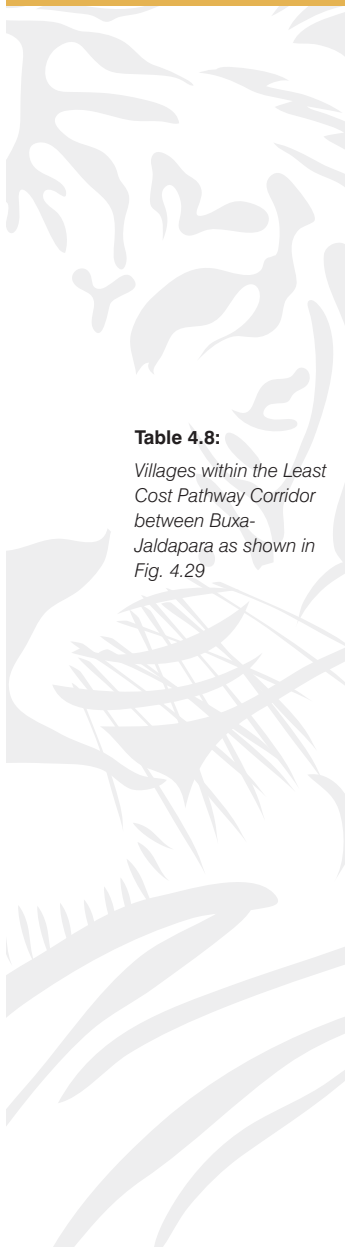 Table 4.8:
Villages within the Least
Cost Pathway Corridor
between Buxa-
Jaldapara as shown in
Fig. 4.29